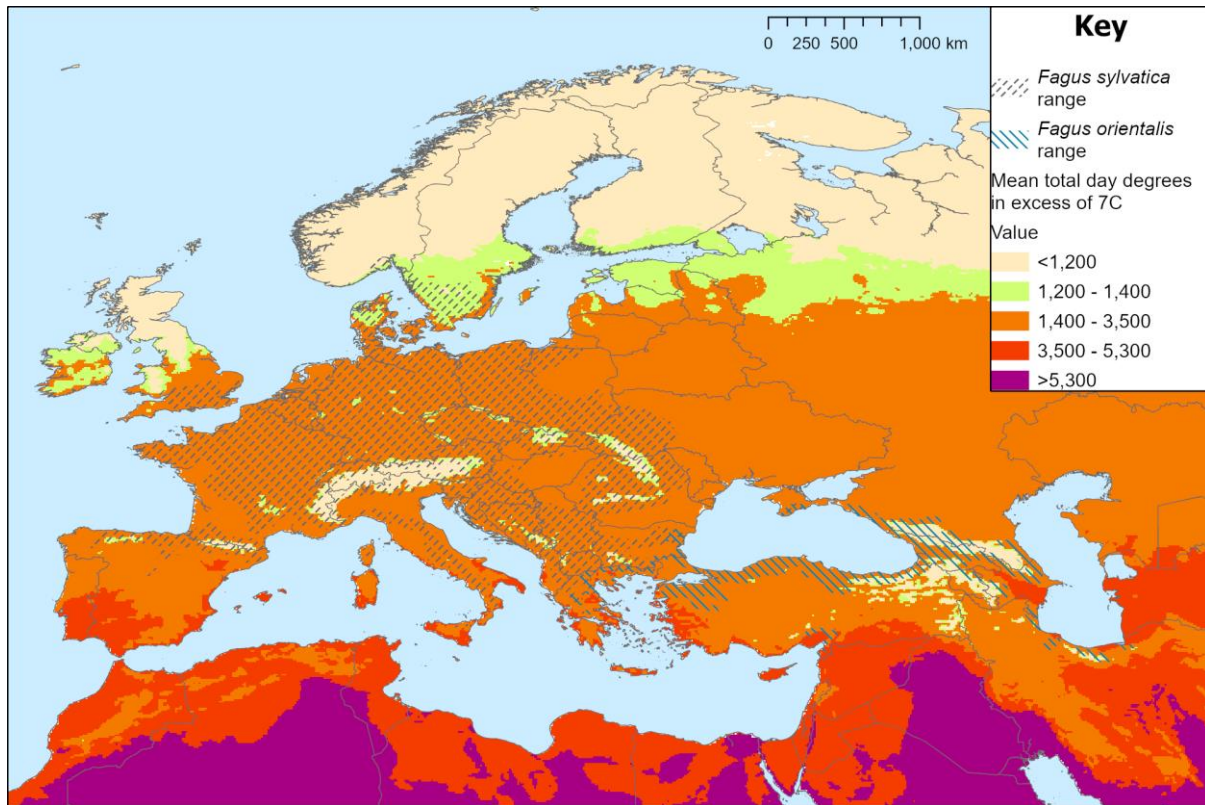 0 250 500 1,000 km
Key
Fagus sylvatica
range
Fagus orientalis
range
Mean total day degrees
in excess of 7C
Value
<1,200
1,200 - 1,400
1,400 - 3,500
3,500 - 5,300
>5,300